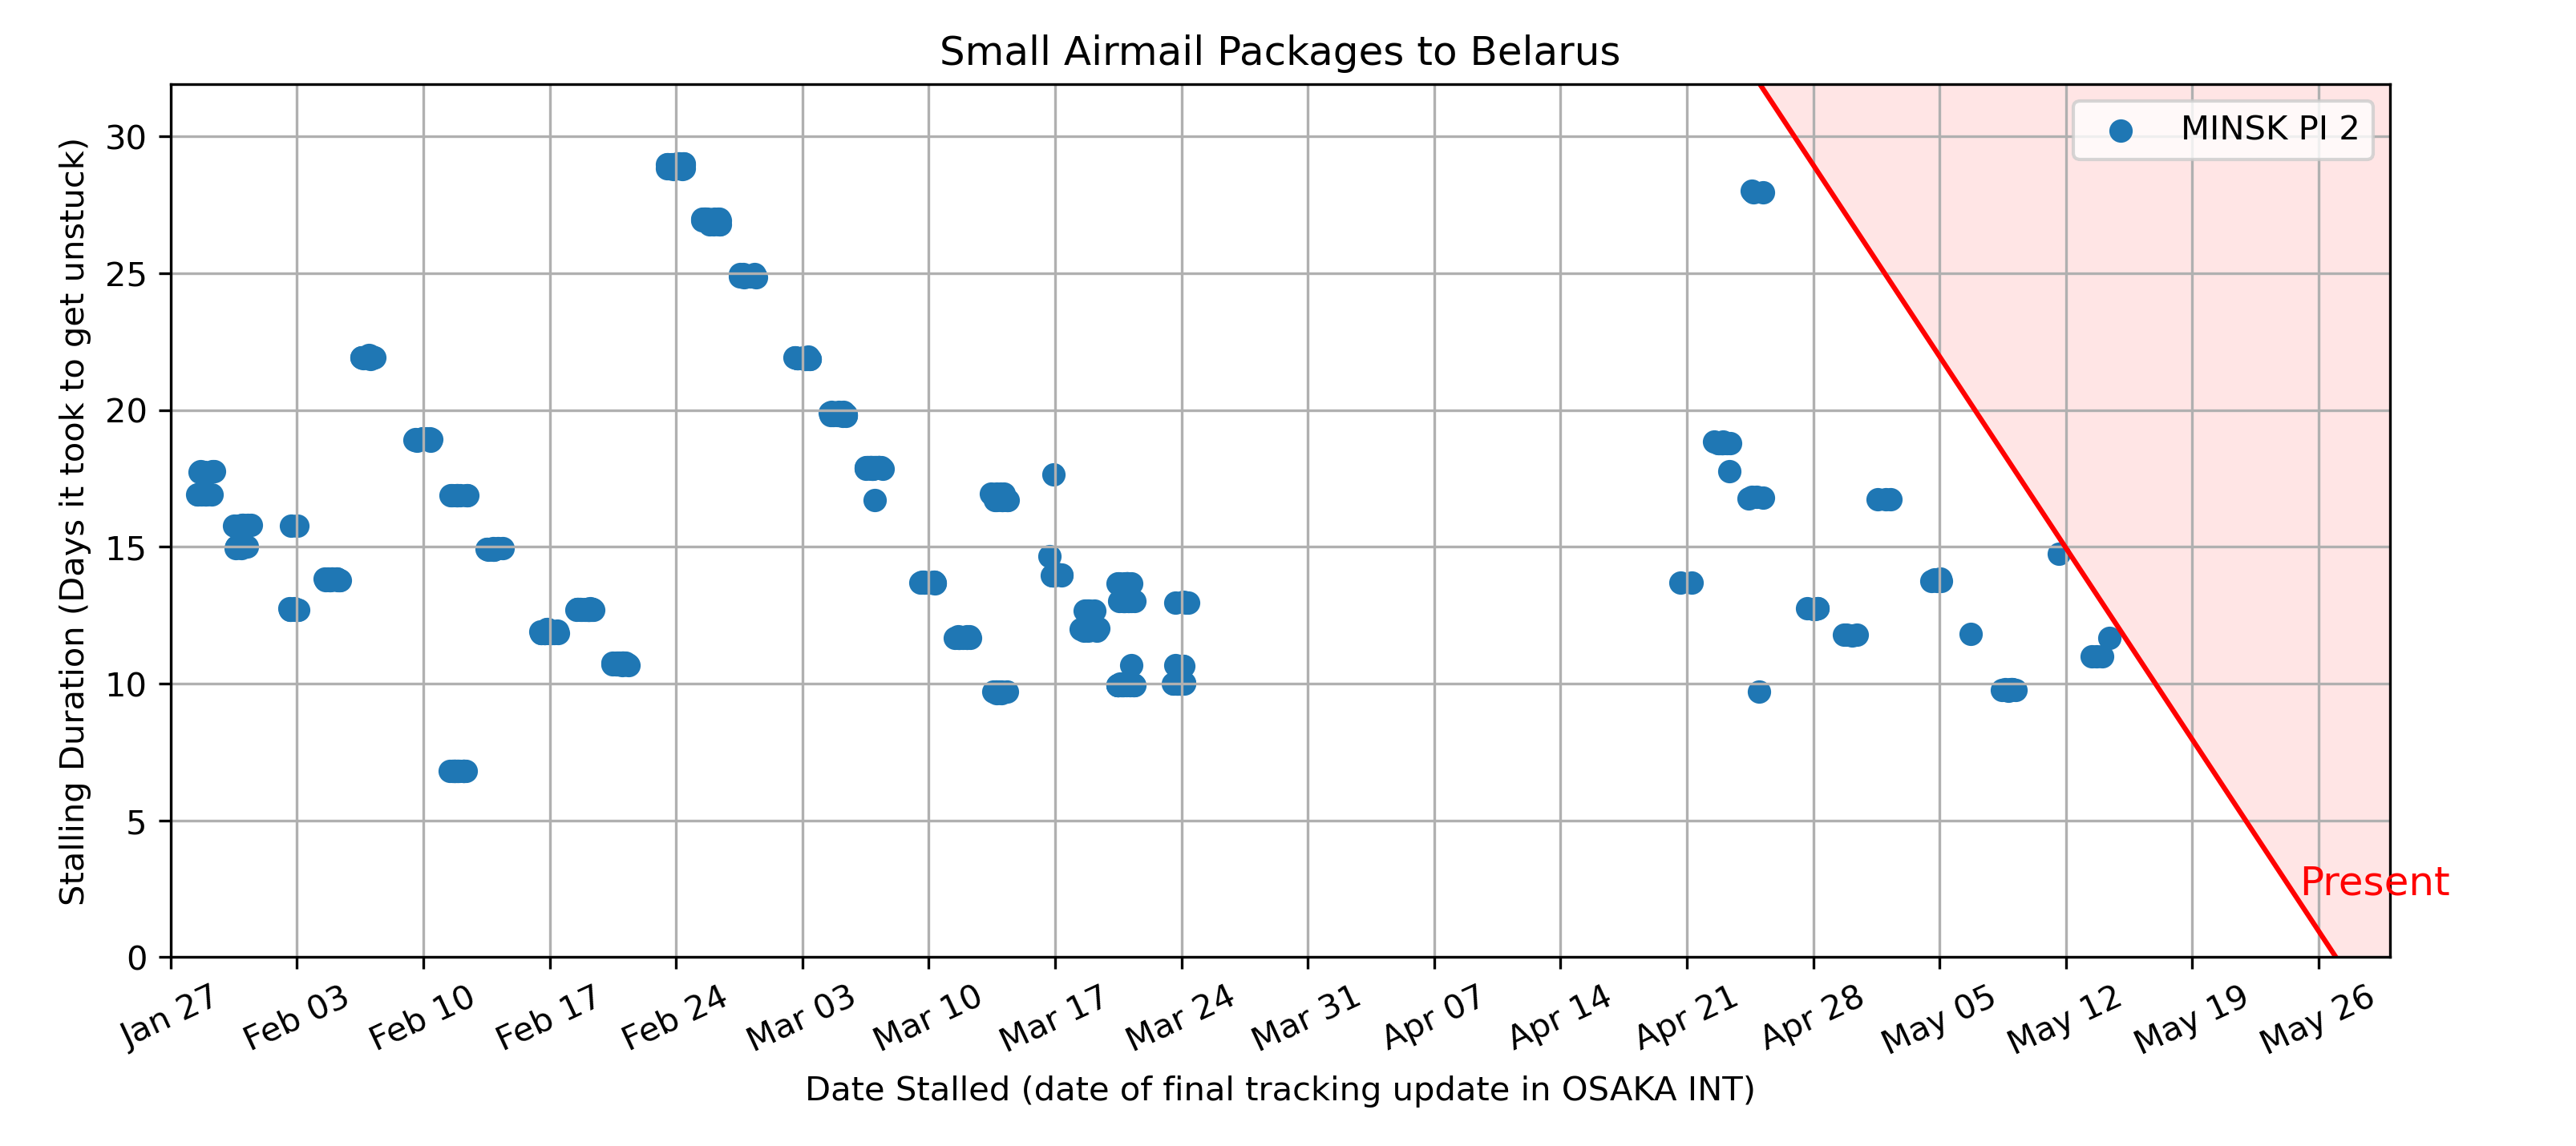 Small Airmail Packages to Belarus
MINSK PI 2
Stalling Duration (Days it took to get unstuck)
30
25
20
15
10
5
0
Present
Jan 27
Feb 03
Feb 10
Feb 17
Feb 24
Mar 03
Mar 10
Mar 17
Mar 24
Mar 31
Apr 07
Apr 14
Apr 21
Apr 28
May 05
May 12
May 19
May 26
Date Stalled (date of final tracking update in OSAKA INT)